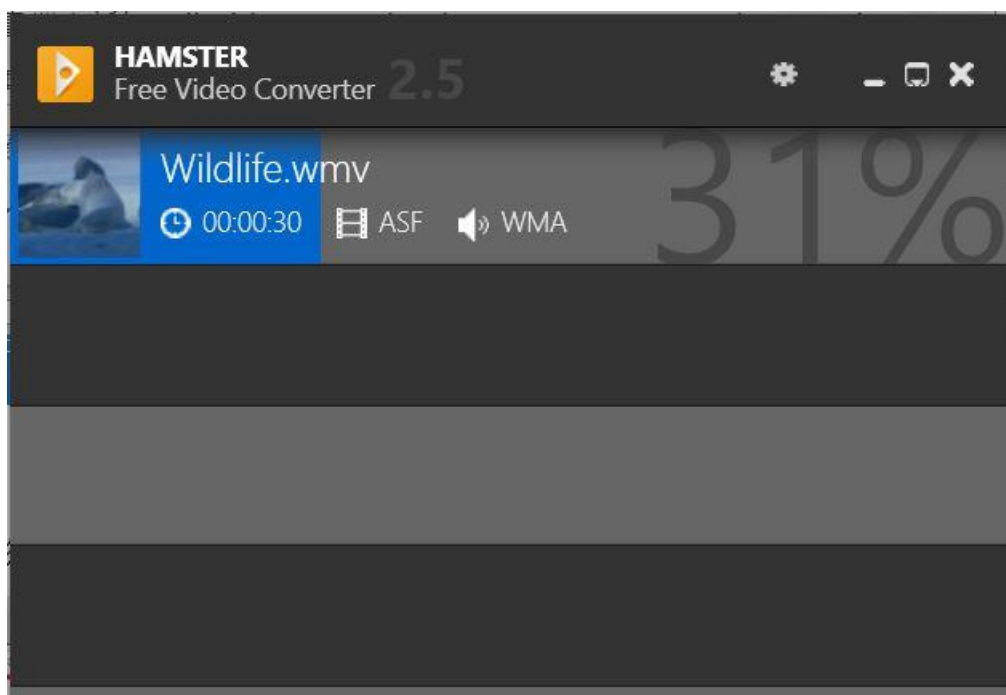 HAMSTER
Free Video Converter 2.5
Wildlife.wmv
00:00:30 ASF WMA
31%